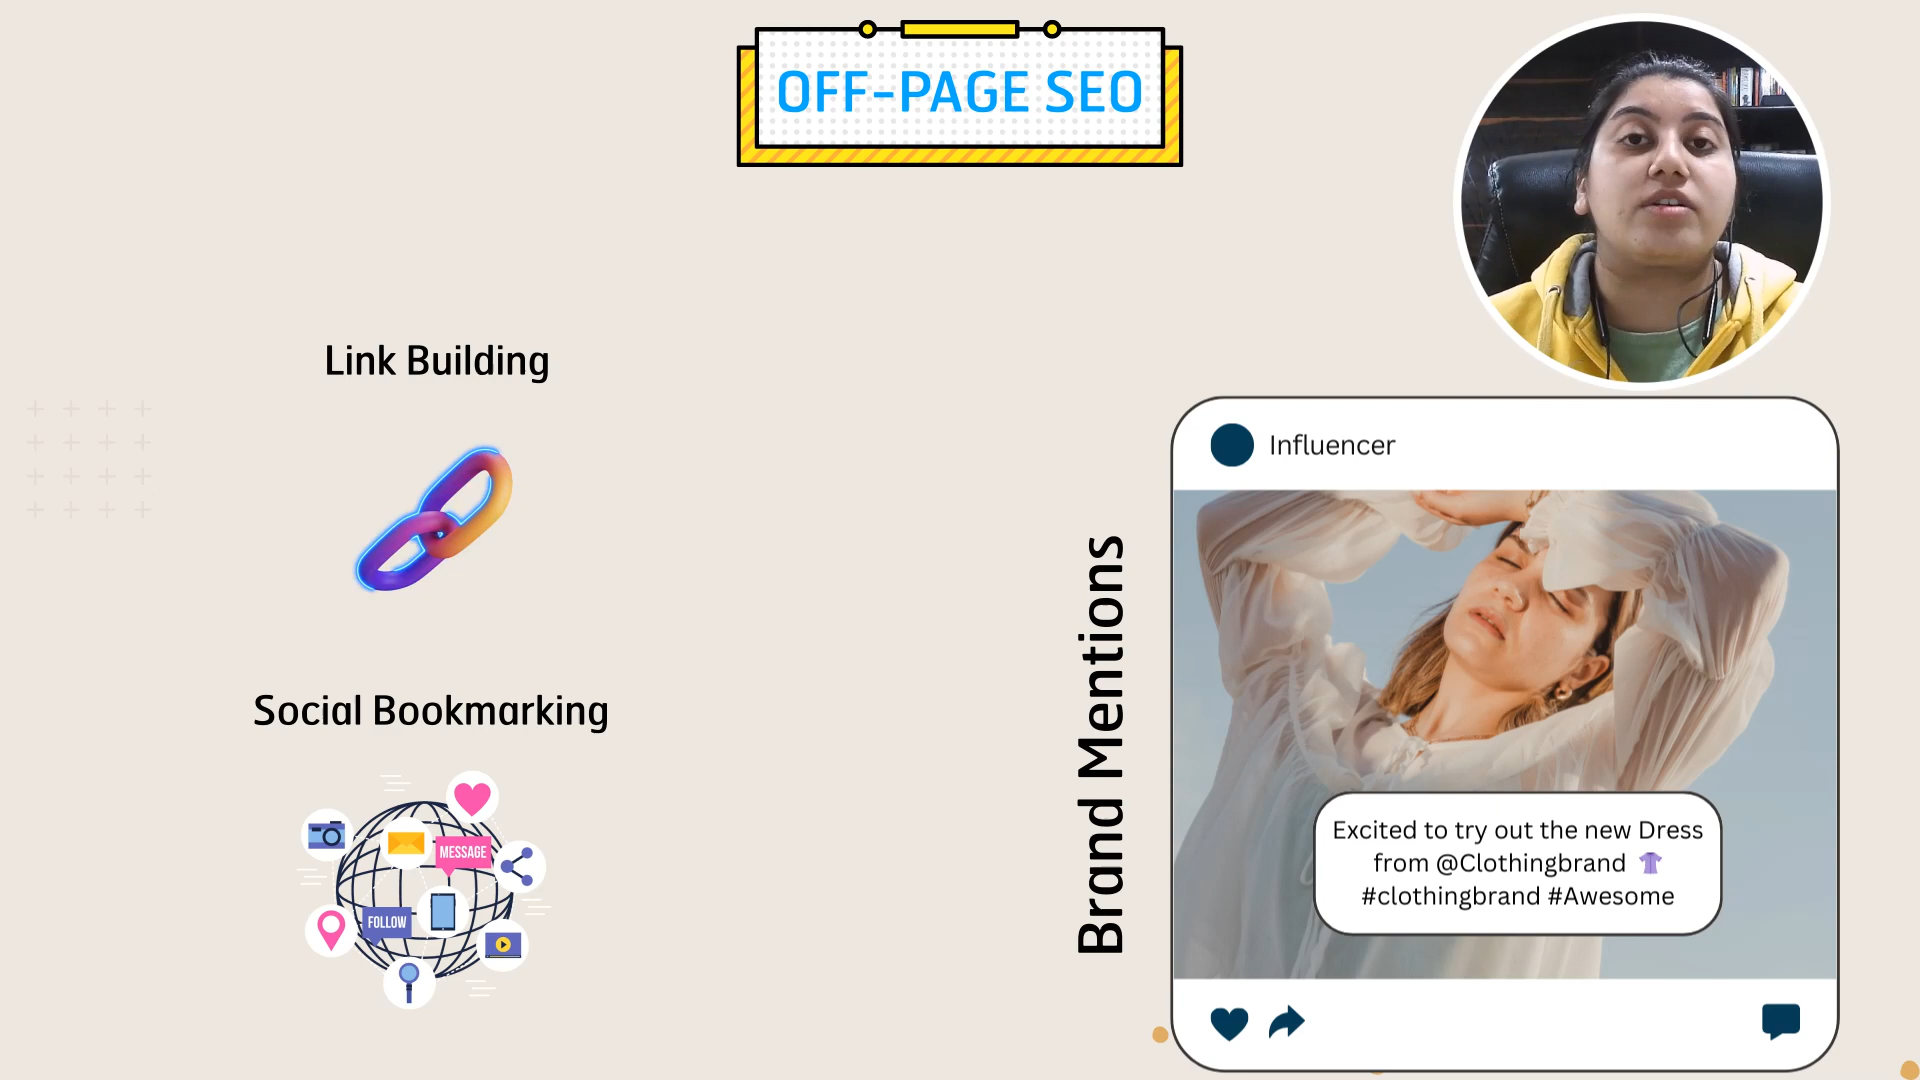 OFF-PAGE SEO
Link Building
Social Bookmarking
MESSAGE
FOLLOW
Brand Mentions
Influencer
Excited to try out the new Dress
from @Clothingbrand
#clothingbrand #Awesome